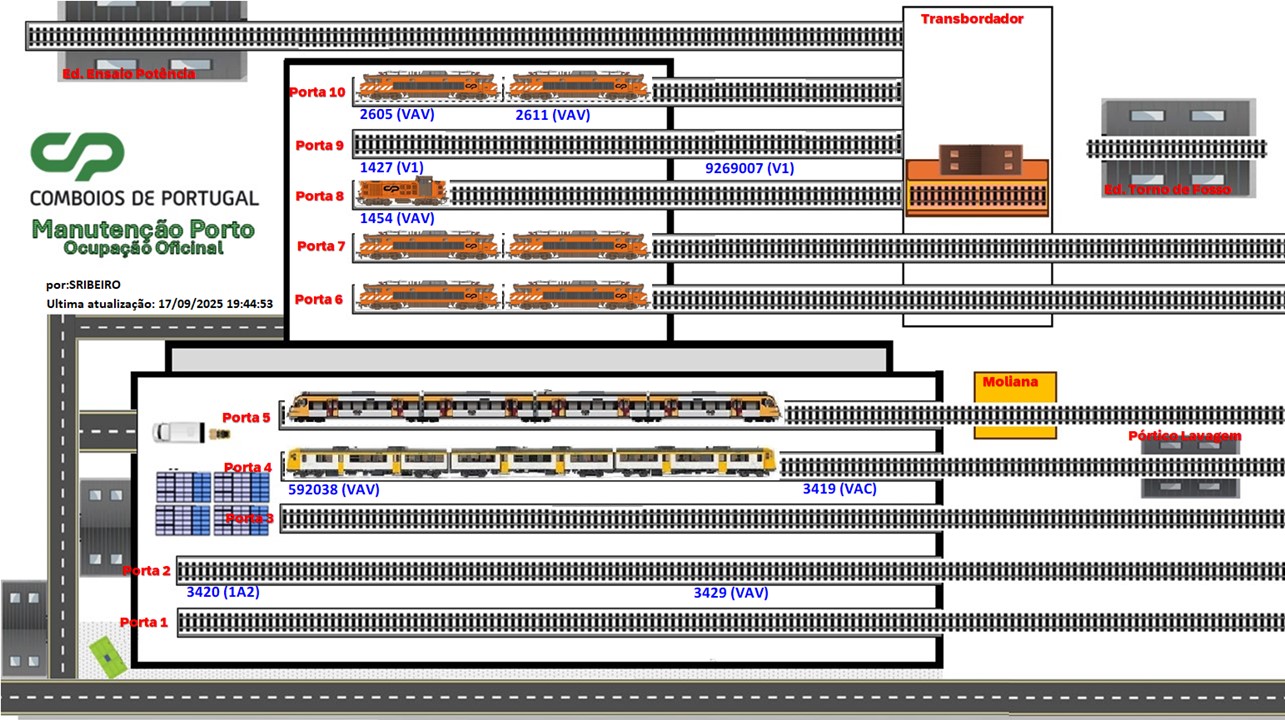 Transbordador
Ed. Ensaio Potência
Porta 10
2605 (VAV)
2611 (VAV)
Porta 9
1427 (V1)
9269007 (V1)
Porta 8
1454 (VAV)
Ed. Torno de Fosso
CP
COMBOIOS DE PORTUGAL
Manutenção Porto
Ocupação Oficinal
Porta 7
por:SRIBEIRO
Ultima atualização: 17/09/2025 19:44:53
Porta 6
Moliana
Porta 5
Pórtico Lavagem
Porta 4
592038 (VAV)
3419 (VAC)
Porta 3
Porta 2
3420 (1A2)
3429 (VAV)
Porta 1